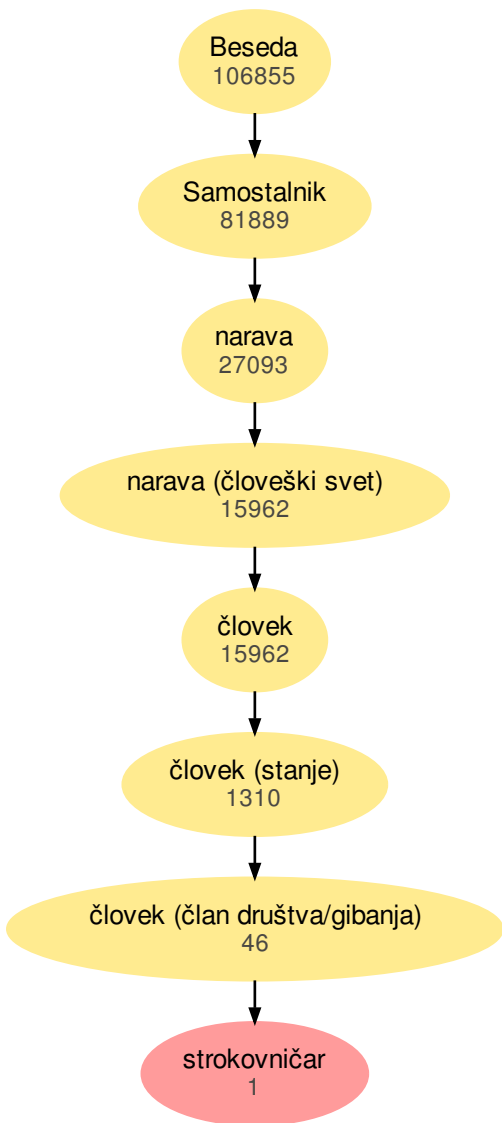 Beseda
106855
Samostalnik
81889
narava
27093
narava (človeški svet)
15962
človek
15962
človek (stanje)
1310
človek (član društva/gibanja)
46
strokovničar
1